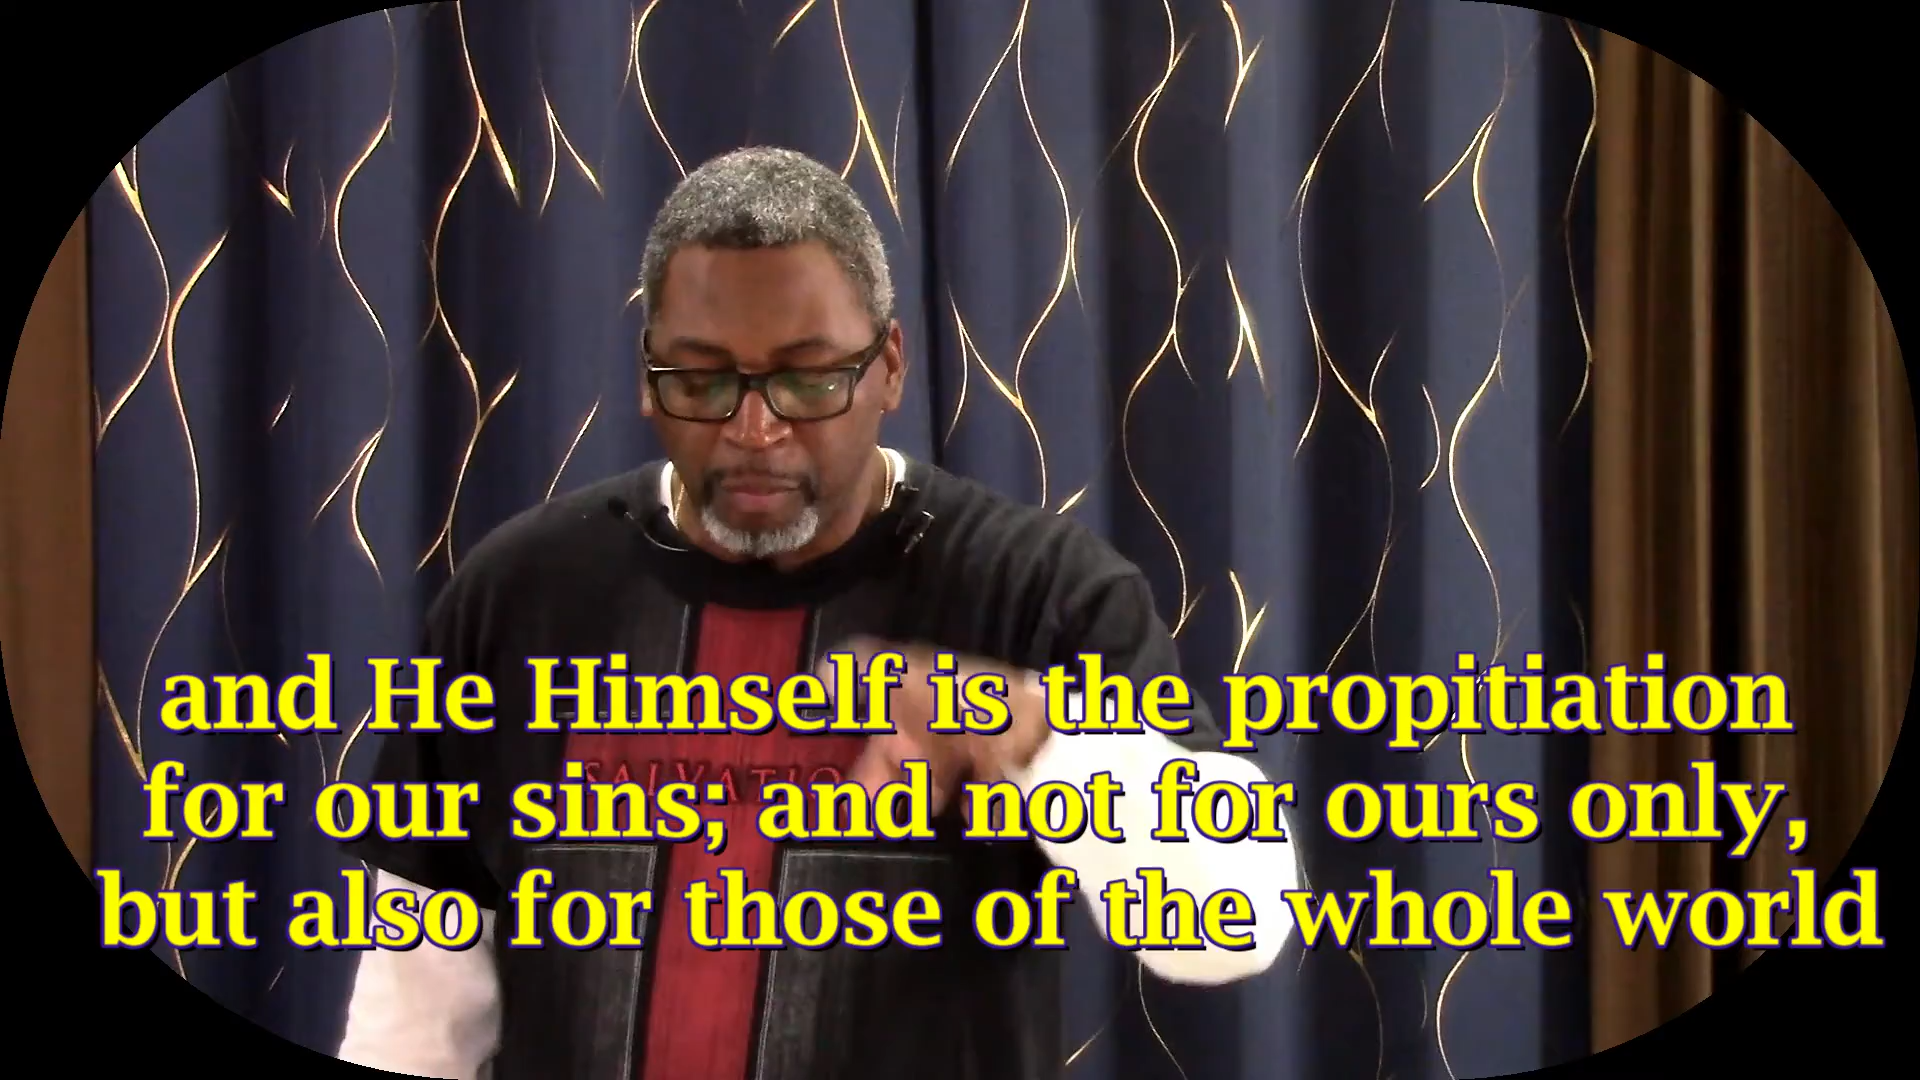 and He Himself is the propitiation
SALVATIO
for our sins; and not for ours only,
but also for those of the whole world